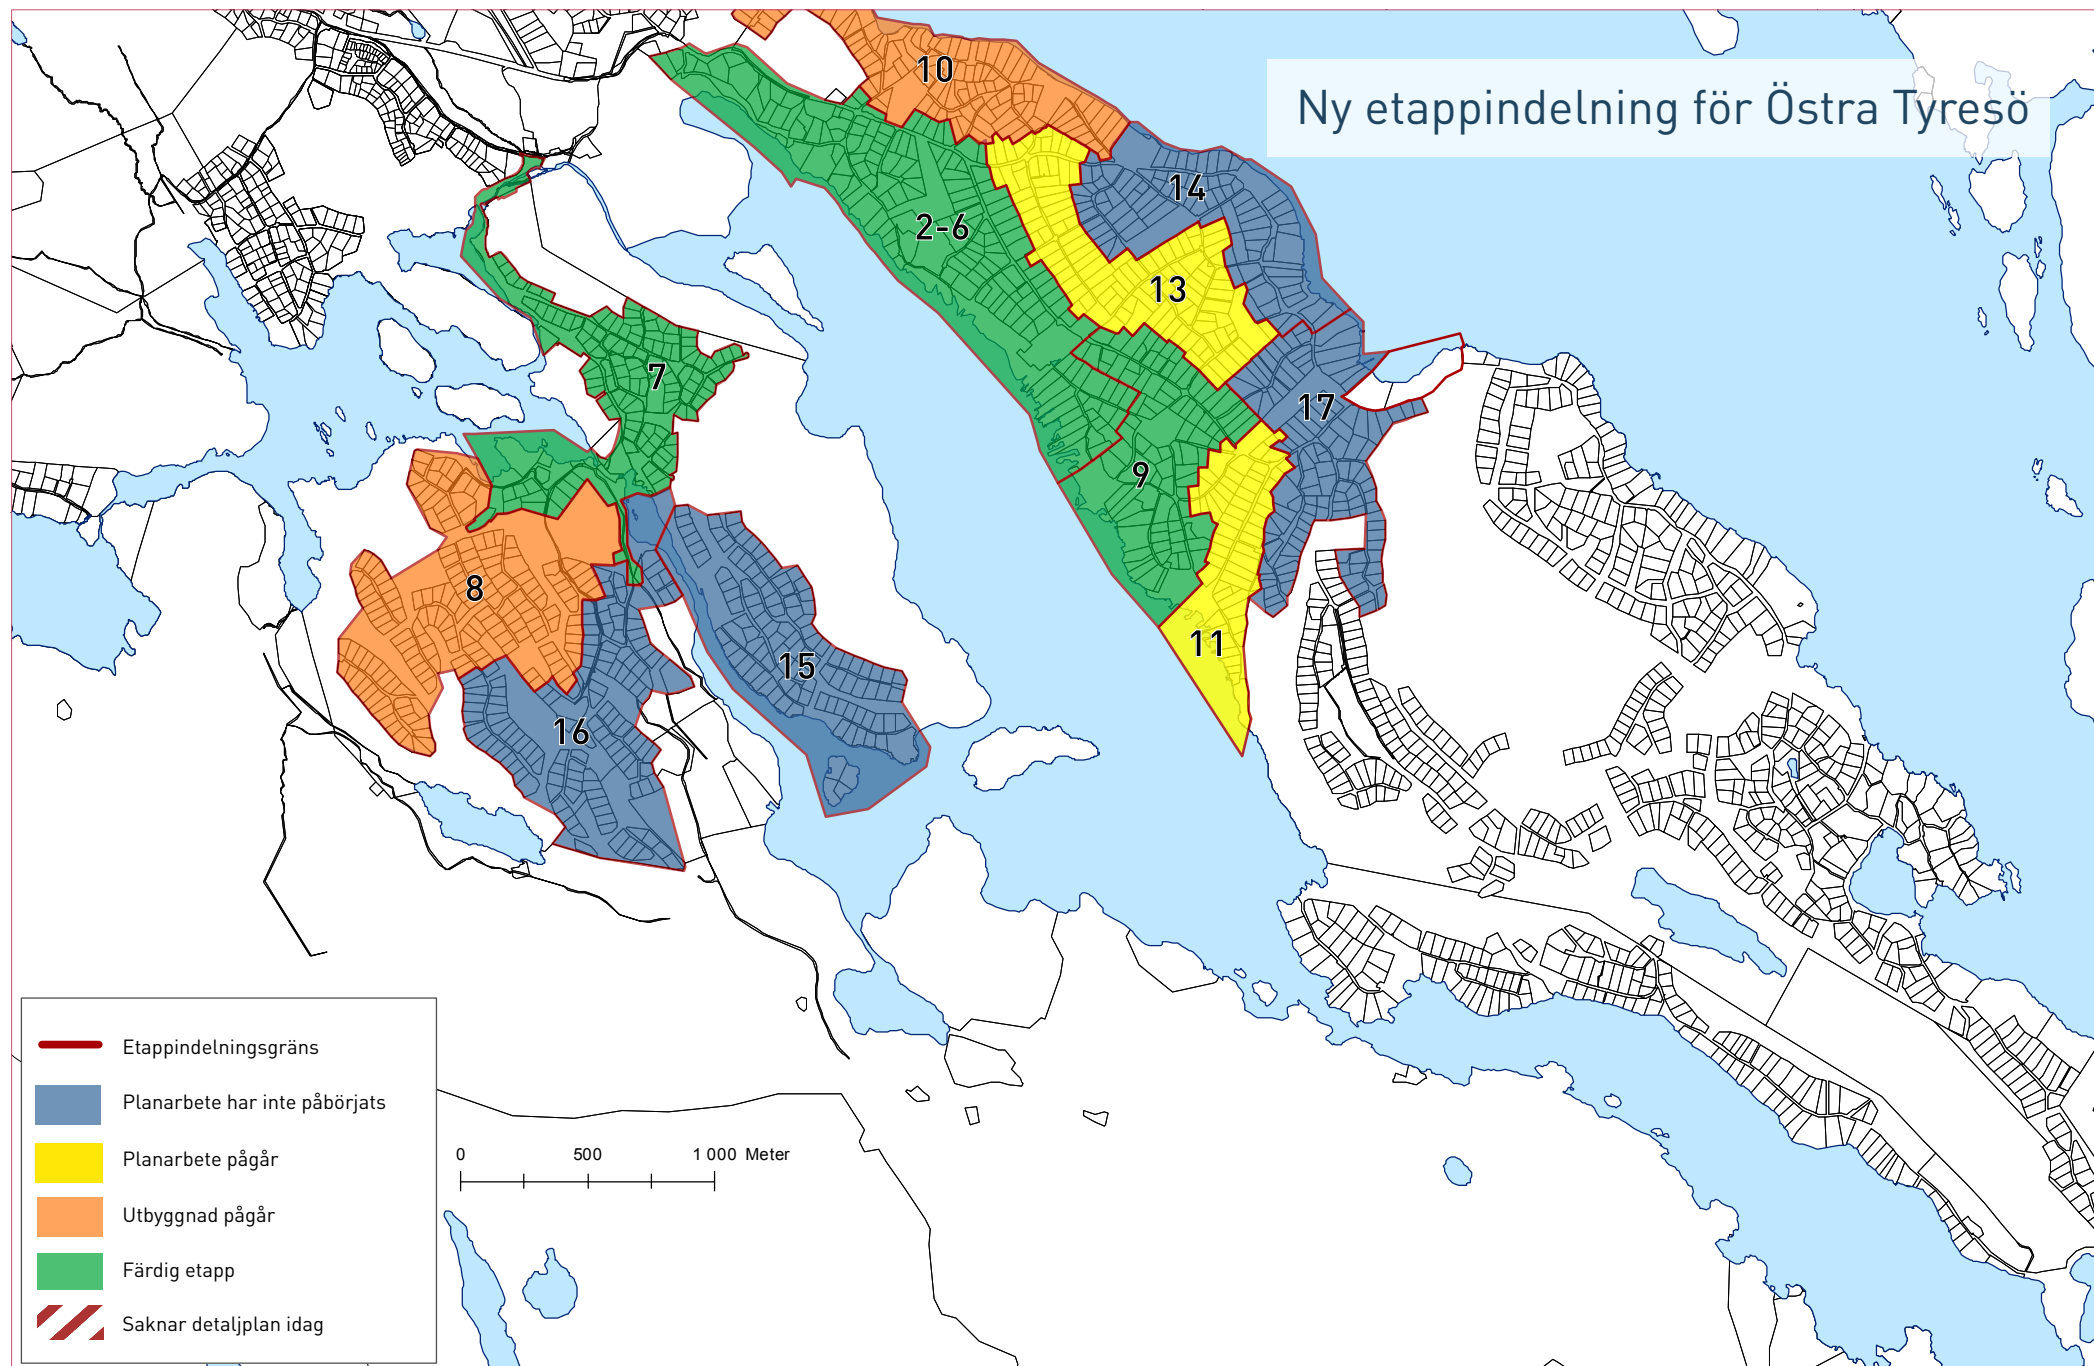 Ny etappindelning för Östra Tyresö
10
14
2-6
13
7
17
9
8
11
15
16
Etappindelningsgräns
Planarbete har inte påbörjats
Planarbete pågår
Utbyggnad pågår
Färdig etapp
Saknar detaljplan idag
0 500 1 000 Meter